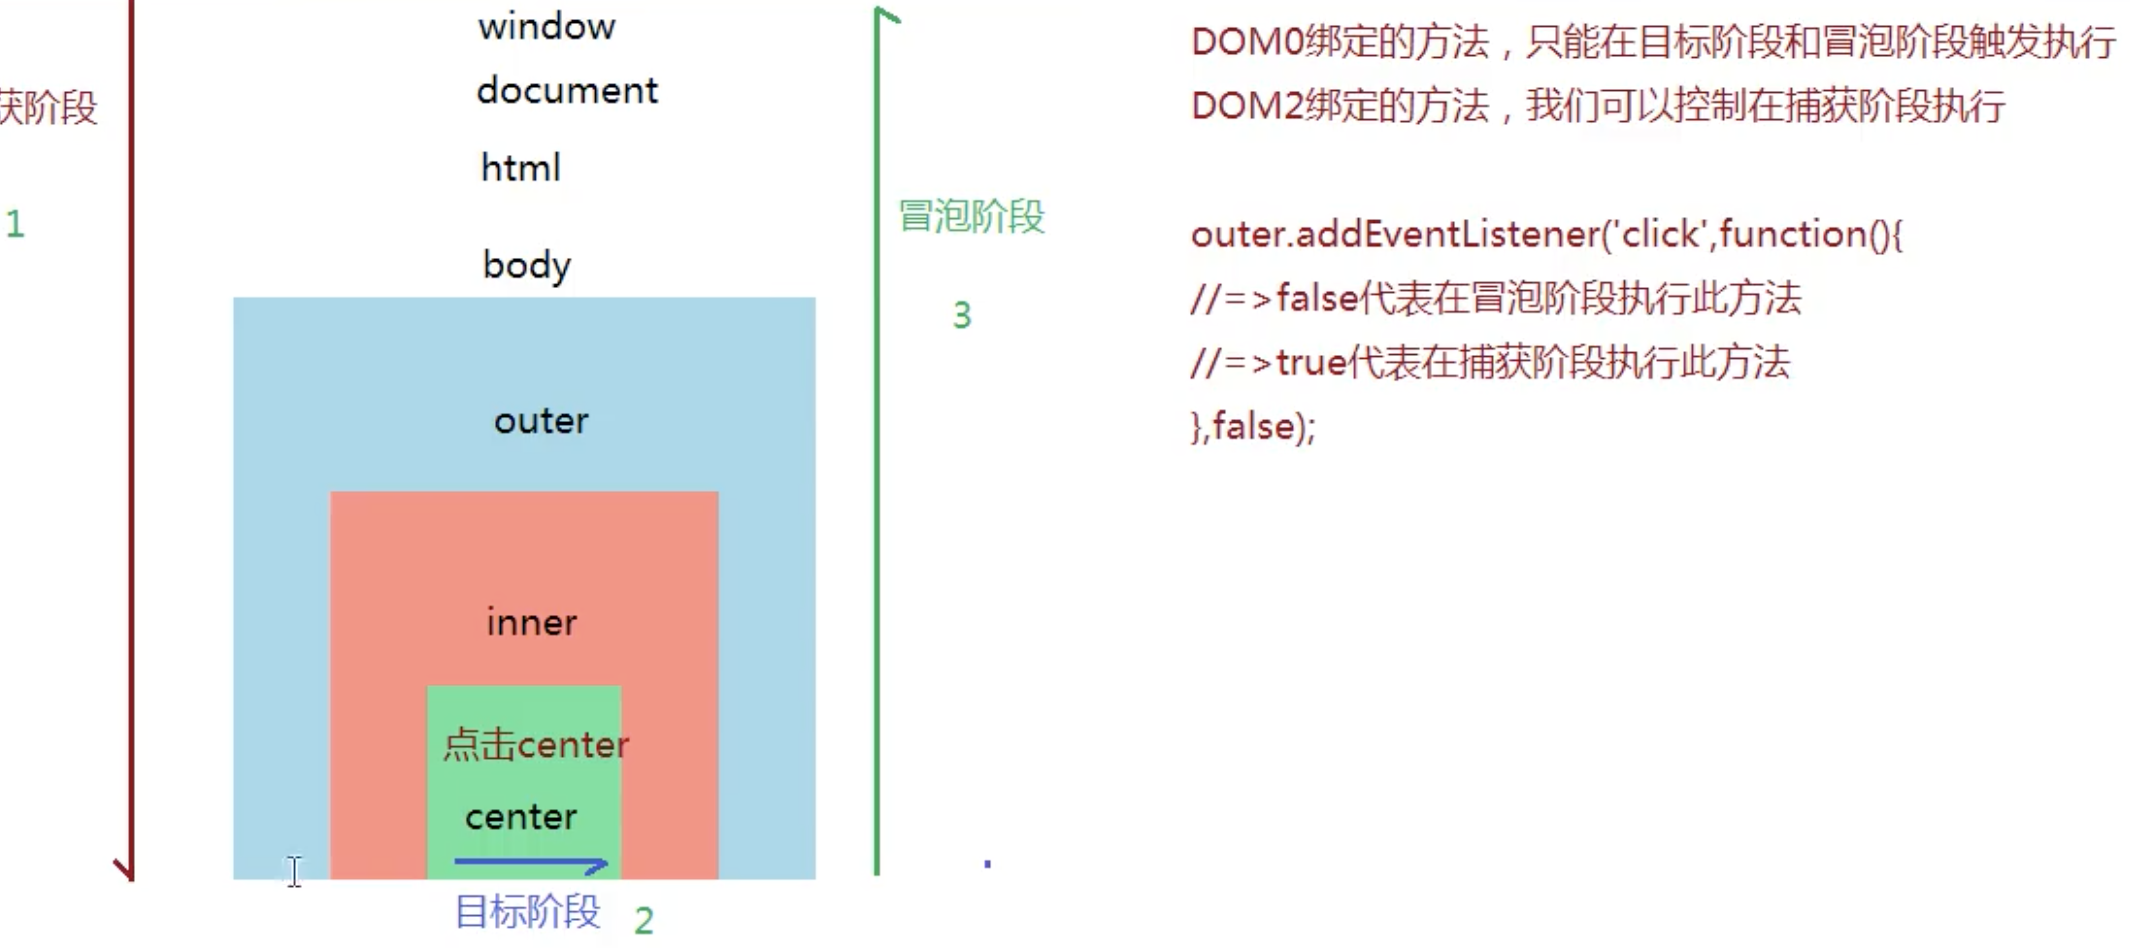 window
document
html
body
获阶段
1
outer
inner
点击center
center
目标阶段 2
冒泡阶段
3
DOM0绑定的方法，只能在目标阶段和冒泡阶段触发执行
DOM2绑定的方法，我们可以控制在捕获阶段执行
outer.addEventListener('click',function(){
//=>false代表在冒泡阶段执行此方法
//=>true代表在捕获阶段执行此方法
},false);